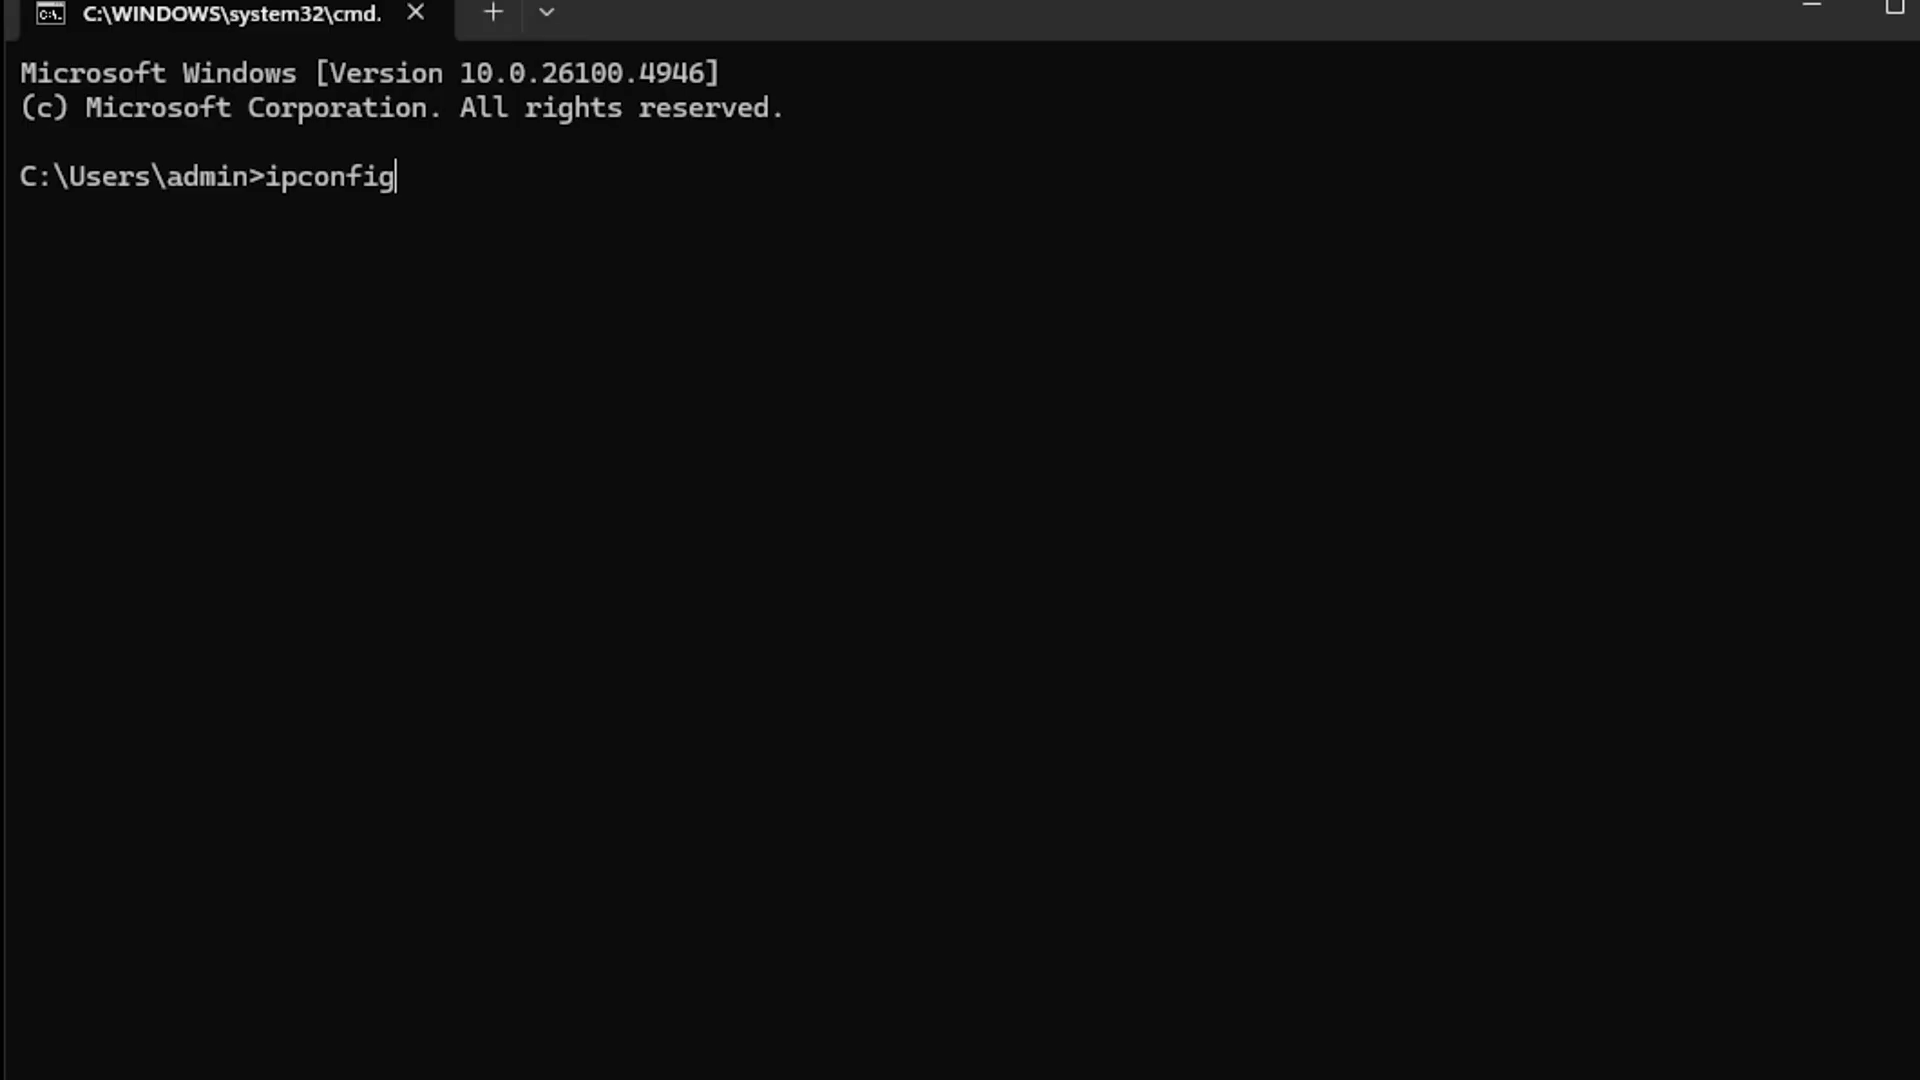 C:\WINDOWS\system32\cmd.
Microsoft Windows [Version 10.0.26100.4946]
(c) Microsoft Corporation. All rights reserved.
C:\Users\admin>ipconfig